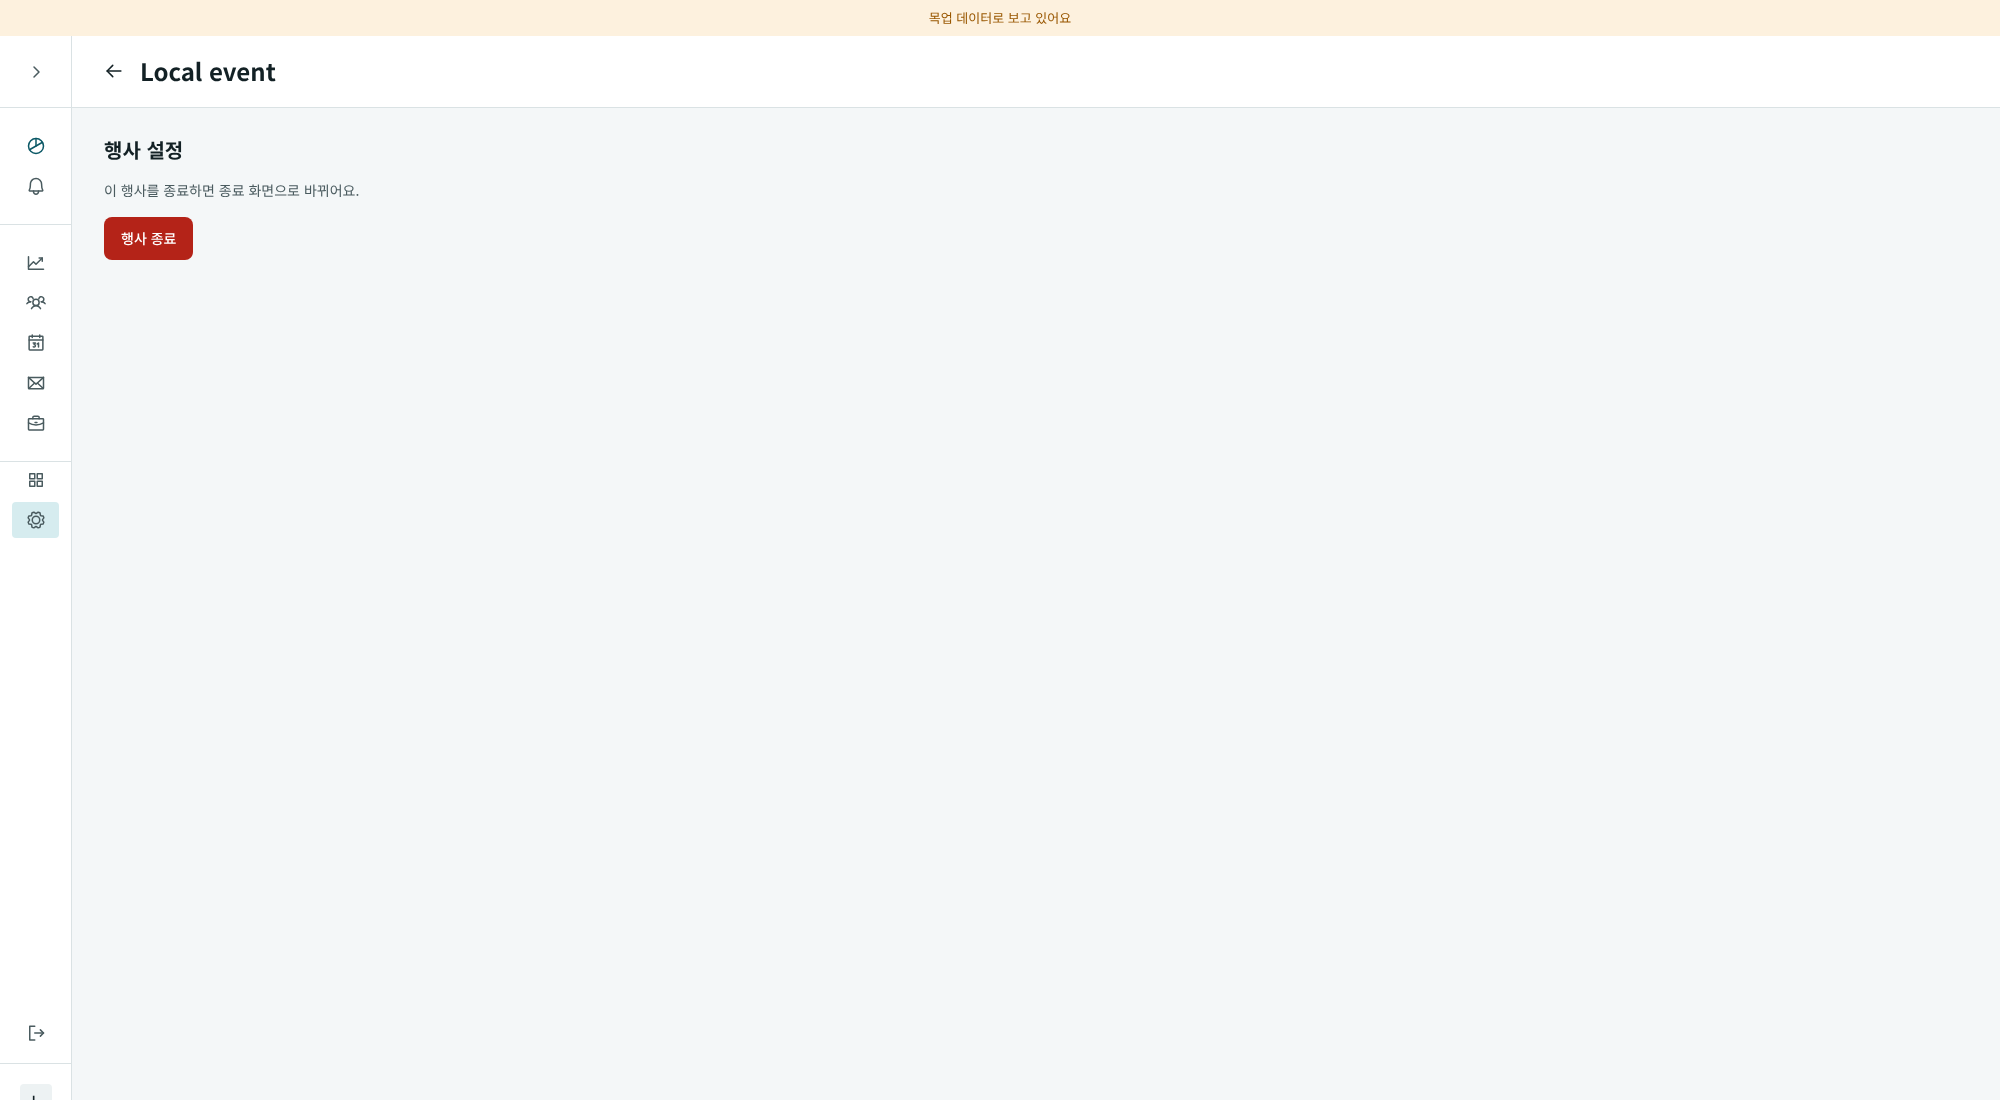 목업 데이터로 보고 있어요
Local event
행사 설정
이 행사를 종료하면 종료 화면으로 바뀌어요.
행사 종료
31